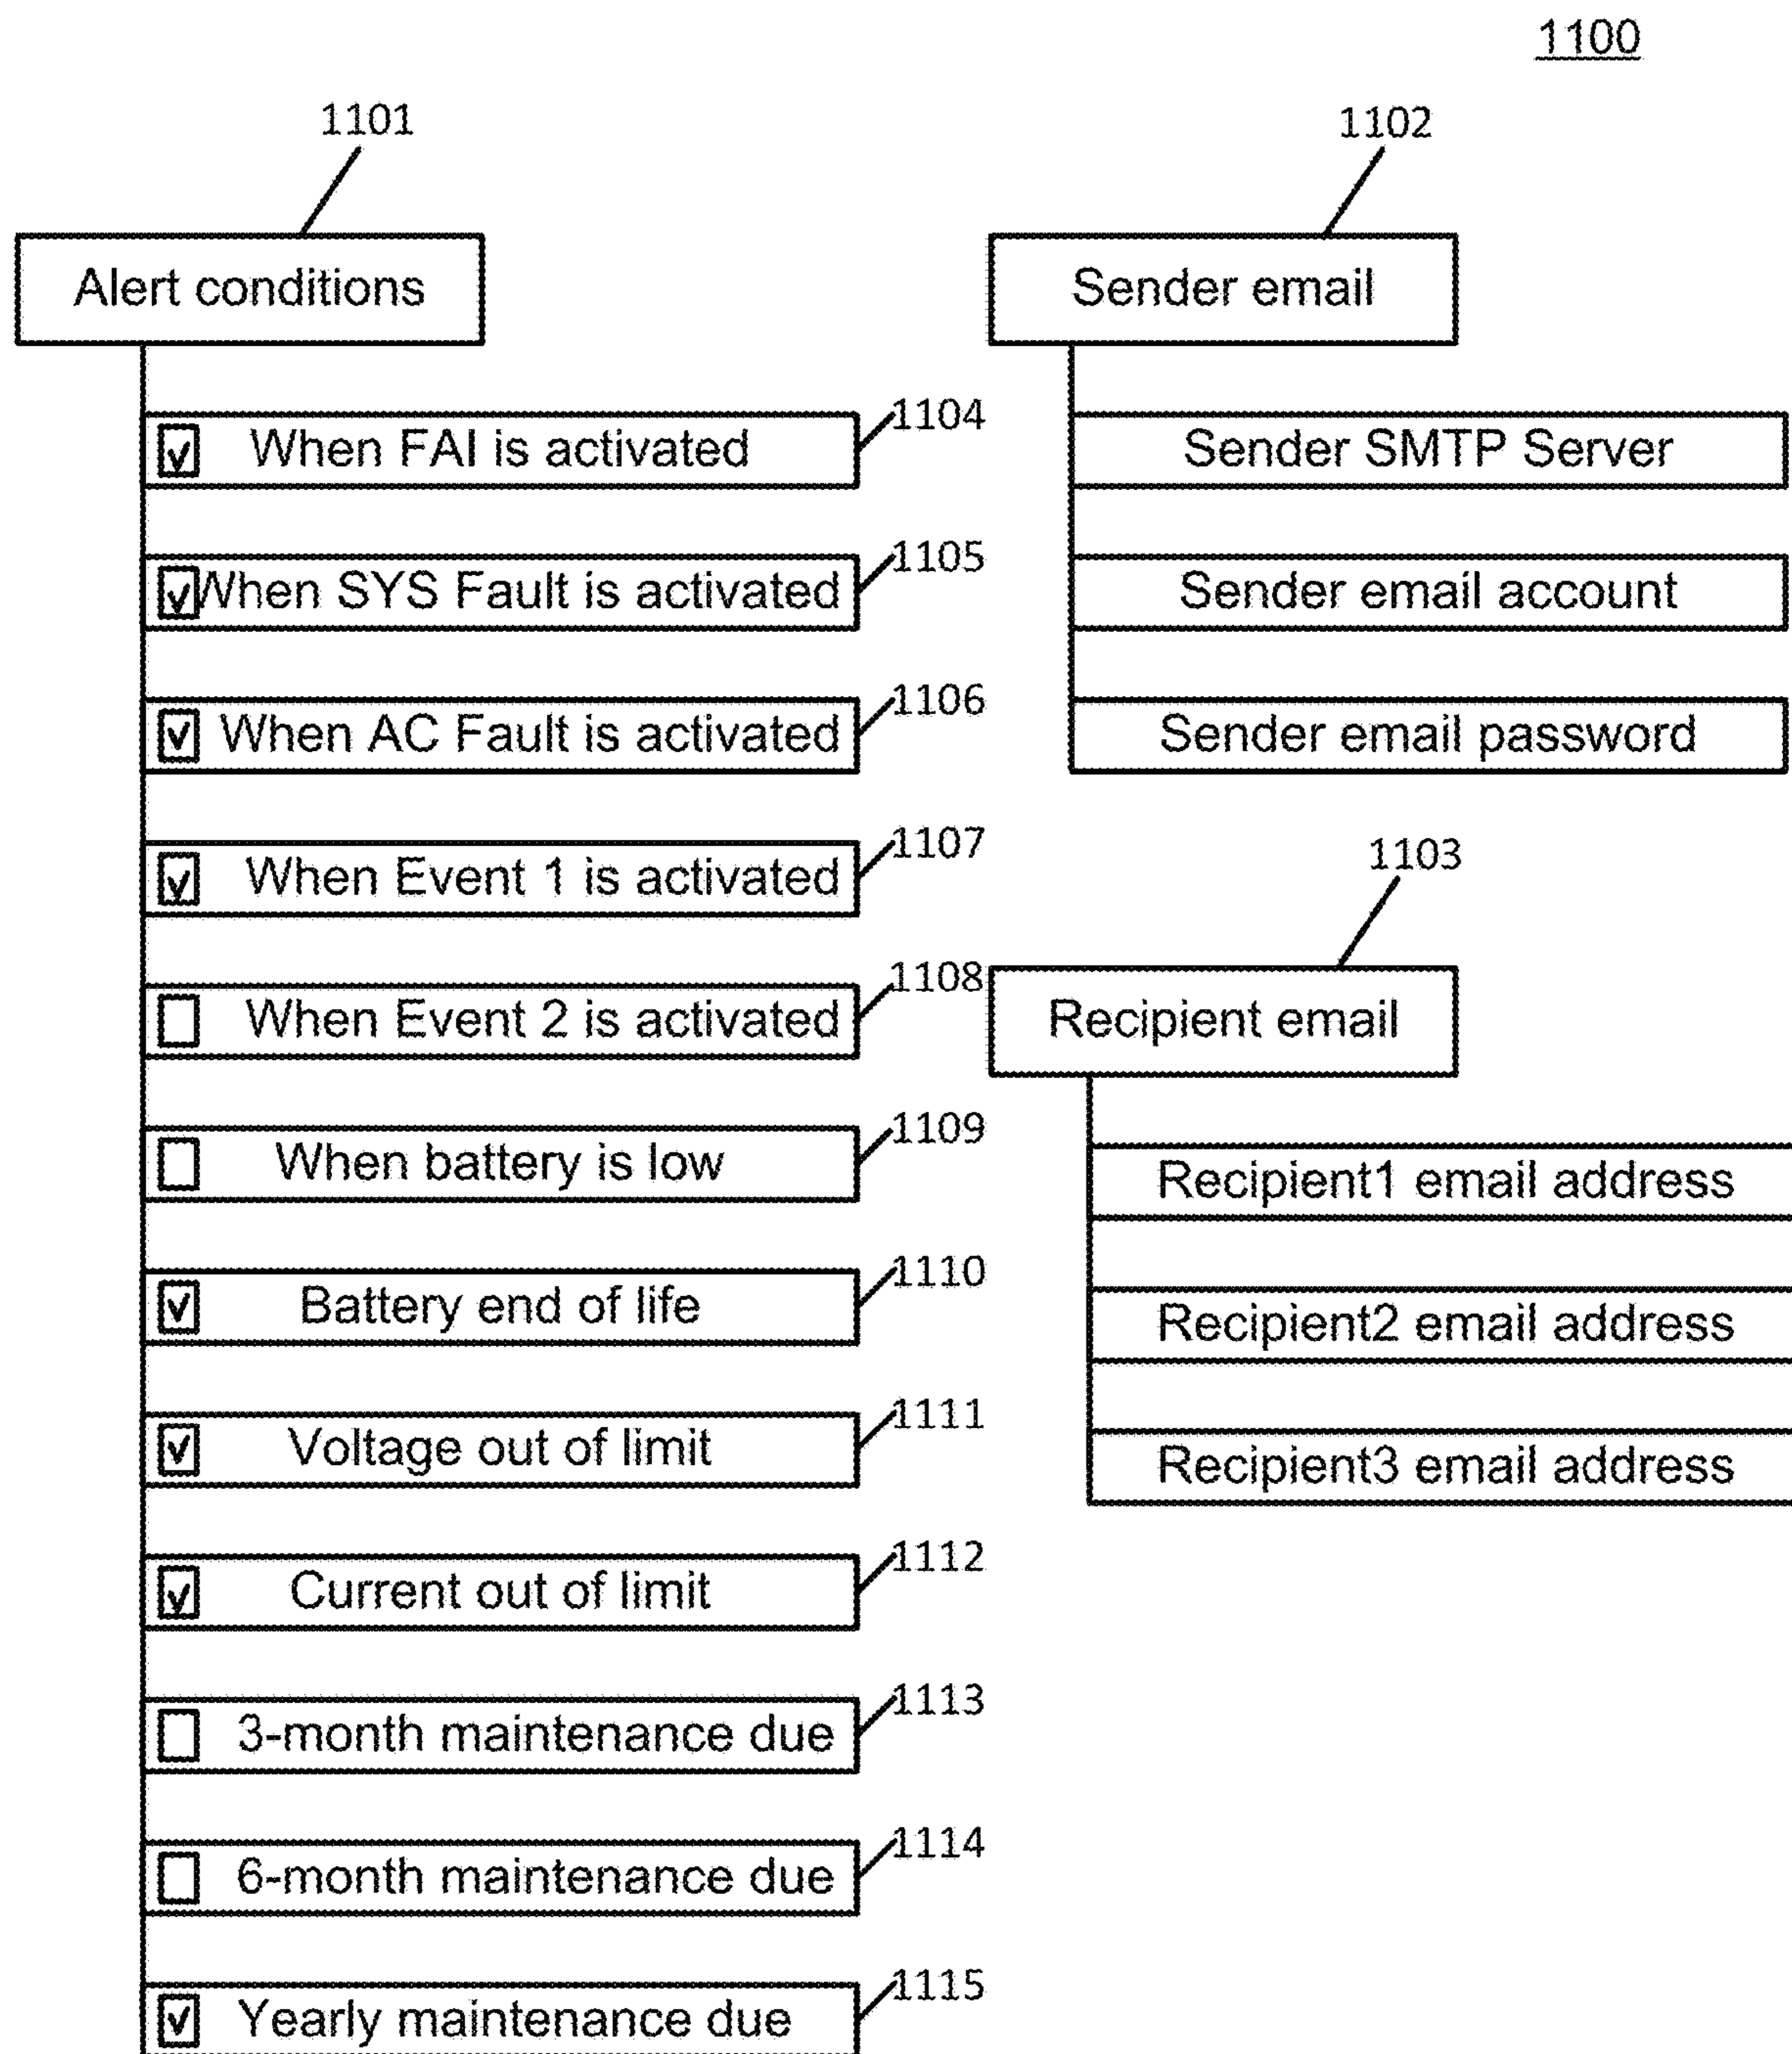 1100
1101
Alert conditions
When FAI is activated
1104
When SYS Fault is activated
1105
When AC Fault is activated
1106
When Event 1 is activated
1107
When Event 2 is activated
1108
When battery is low
1109
Battery end of life
1110
Voltage out of limit
1111
Current out of limit
1112
3-month maintenance due
1113
6-month maintenance due
1114
Yearly maintenance due
1115
1102
Sender email
Sender SMTP Server
Sender email account
Sender email password
1103
Recipient email
Recipient1 email address
Recipient2 email address
Recipient3 email address